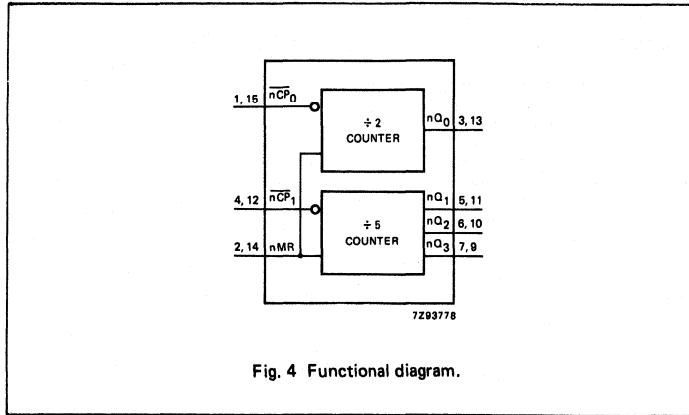 1, 15 nCP0
÷ 2
COUNTER
nQ0 3, 13
4, 12 nCP1
÷ 5
COUNTER
nQ1 5, 11
nQ2 6, 10
nQ3 7, 9
2, 14 nMR
7Z93778
Fig. 4 Functional diagram.